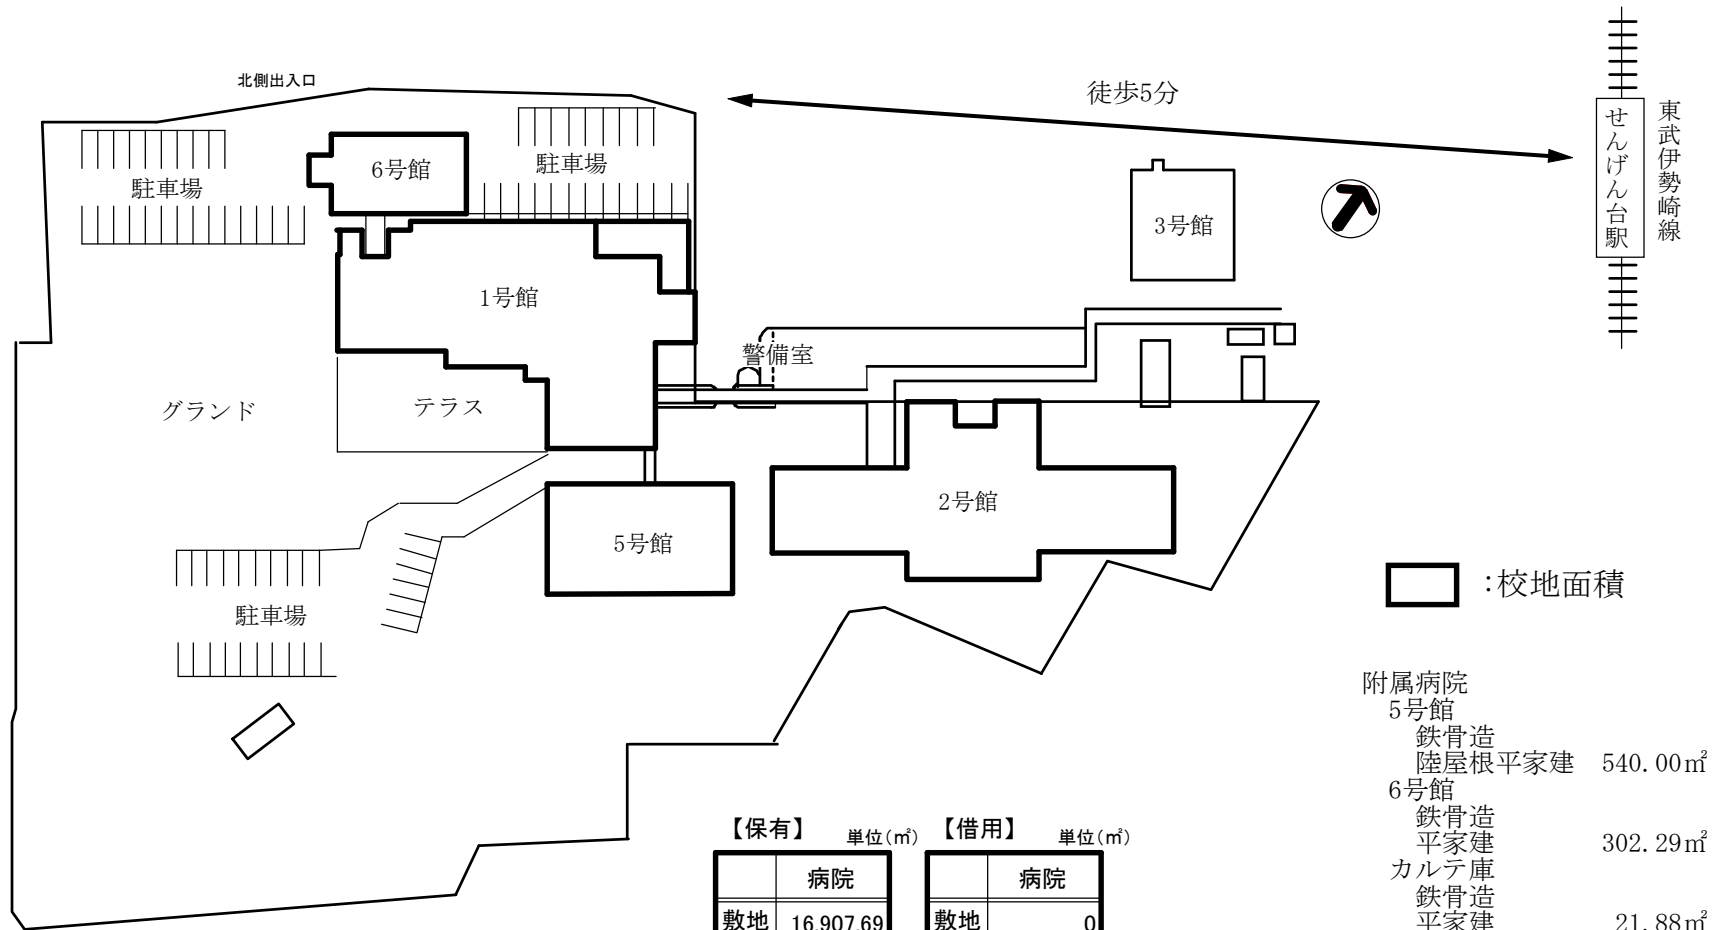 北側出入口
徒歩5分
東武伊勢崎線
せんげん台駅
駐車場
6号館
駐車場
3号館
1号館
警備室
グランド
テラス
2号館
5号館
駐車場
:校地面積
附属病院
5号館
鉄骨造
陸屋根平家建 540.00㎡
6号館
鉄骨造
平家建 302.29㎡
カルテ庫
鉄骨造
平家建 21.88㎡
【保有】 単位(㎡)
病院
敷地 16,907.69
【借用】 単位(㎡)
病院
敷地 0